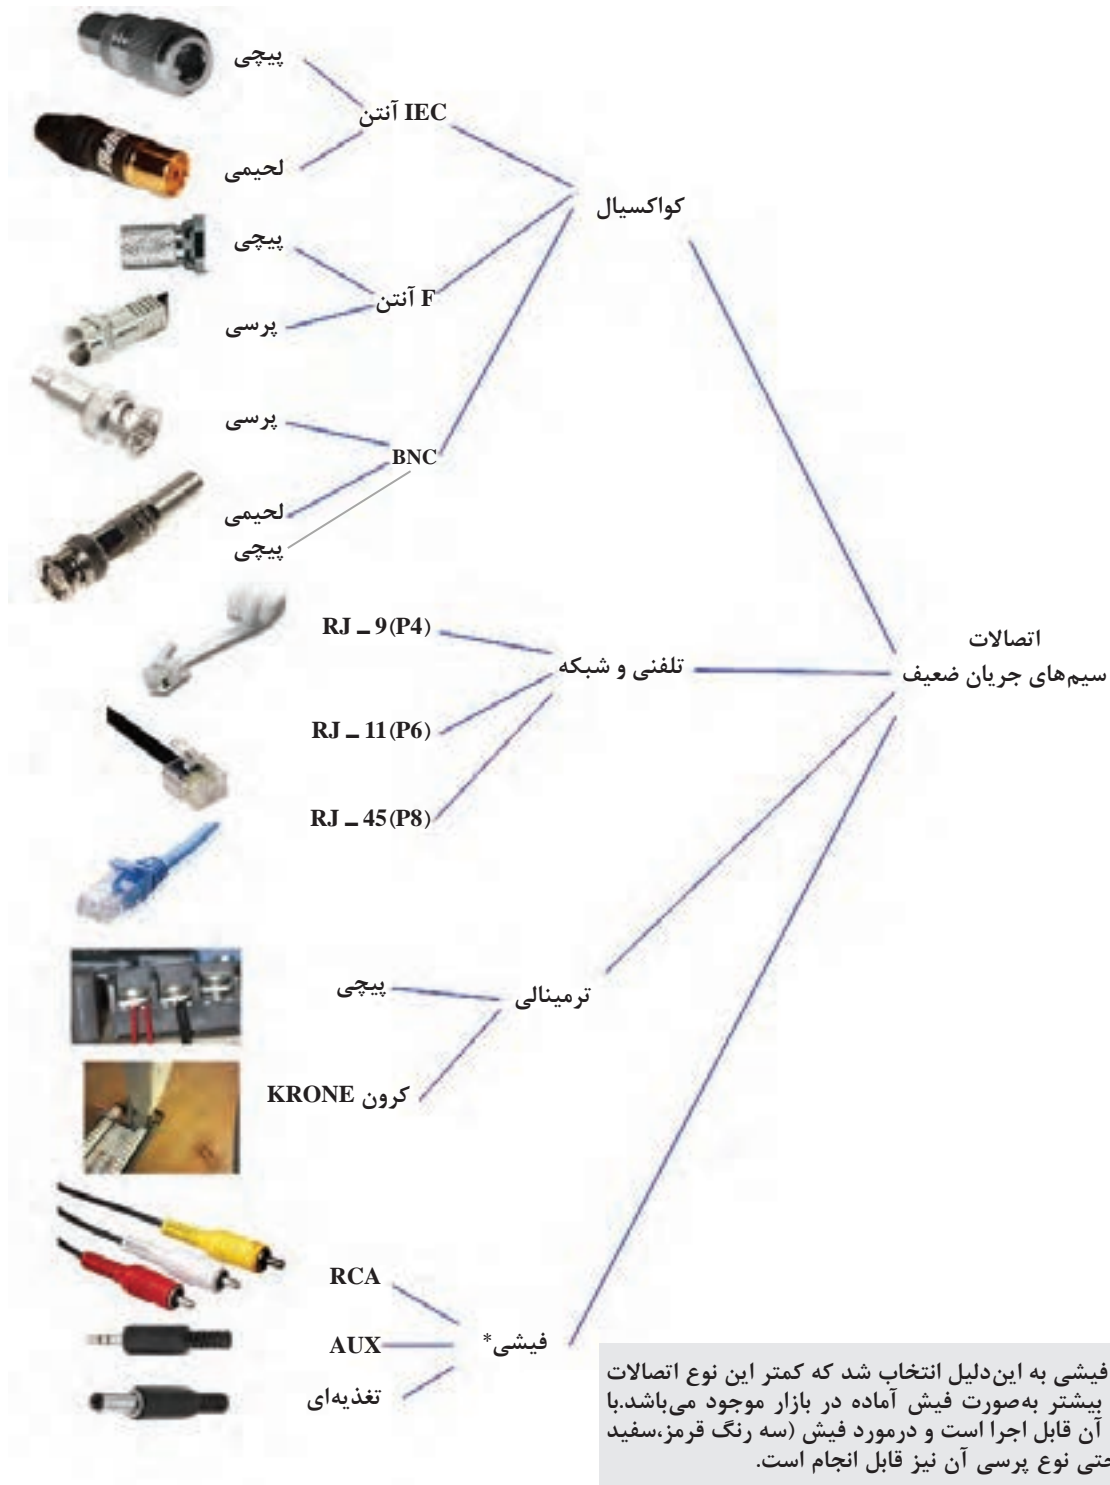 پیچی
IEC آنتن
لحیمی
کواکسیال
پیچی
F آنتن
پرسی
پرسی
BNC
لحیمی
پیچی
RJ – 9(P4)
اتصالات
سیم‌های جریان ضعیف
تلفنی و شبکه
RJ – 11(P6)
RJ – 45(P8)
پیچی
ترمینالی
کرون KRONE
RCA
فیشی*
AUX
تغذیه‌ای
فیشی به این‌دلیل انتخاب شد که کمتر این نوع اتصالات
بیشتر به‌صورت فیش آماده در بازار موجود می‌باشد.با
آن قابل اجرا است و درمورد فیش (سه رنگ قرمز،سفید
نوع پرسی آن نیز قابل انجام است.